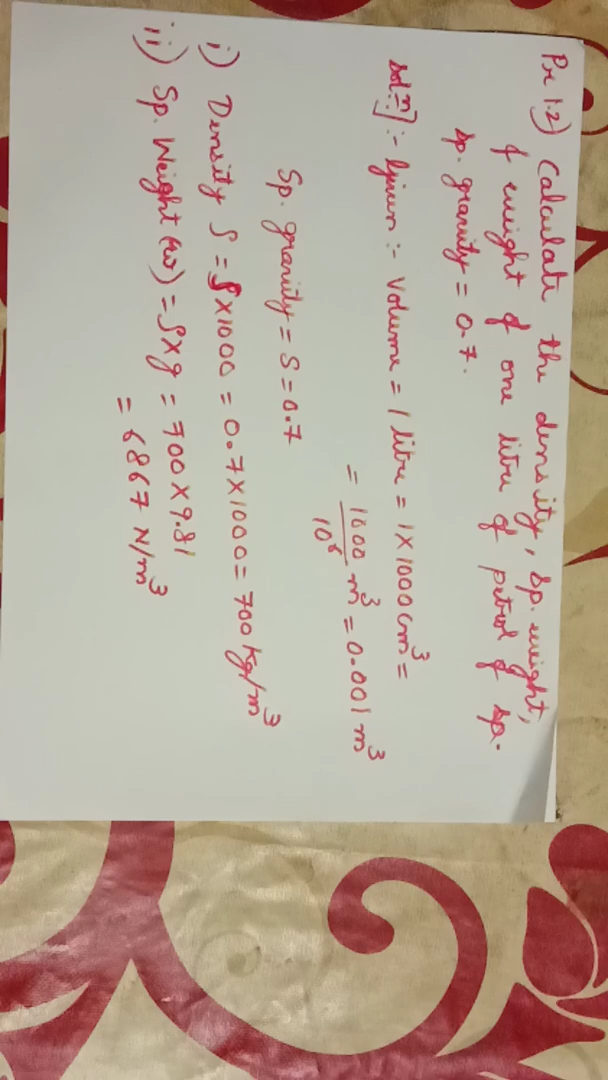 Pr 1.2) Calculate the density, sp. weight,
& weight of one litre of petrol of sp.
sp. gravity = 0.7.
Solⁿ] :- Given :- Volume = 1 litre = 1 × 1000 cm³ =
= 1000/10⁶ m³ = 0.001 m³
Sp. gravity = S = 0.7
i) Density ρ = S × 1000 = 0.7 × 1000 = 700 Kg/m³
ii) Sp. Weight (w) = ρ × g = 700 × 9.81
= 6867 N/m³